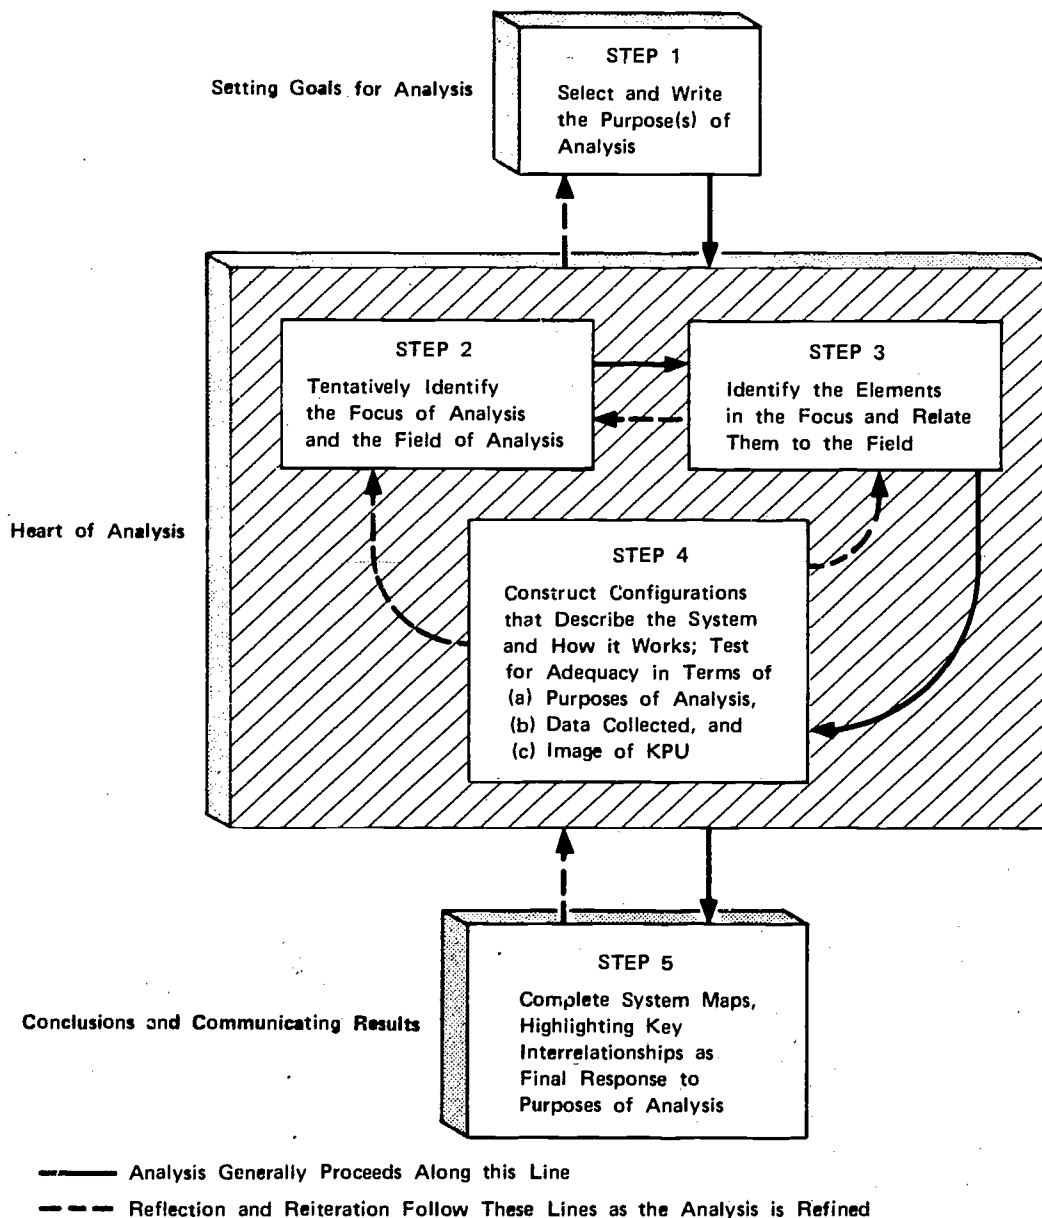 STEP 1
Setting Goals for Analysis
Select and Write
the Purpose(s) of
Analysis
STEP 2
Tentatively Identify
the Focus of Analysis
and the Field of Analysis
STEP 3
Identify the Elements
in the Focus and Relate
Them to the Field
Heart of Analysis
STEP 4
Construct Configurations
that Describe the System
and How it Works; Test
for Adequacy in Terms of
(a) Purposes of Analysis,
(b) Data Collected, and
(c) Image of KPU
STEP 5
Conclusions and Communicating Results
Complete System Maps,
Highlighting Key
Interrelationships as
Final Response to
Purposes of Analysis
Analysis Generally Proceeds Along this Line
Reflection and Reiteration Follow These Lines as the Analysis is Refined